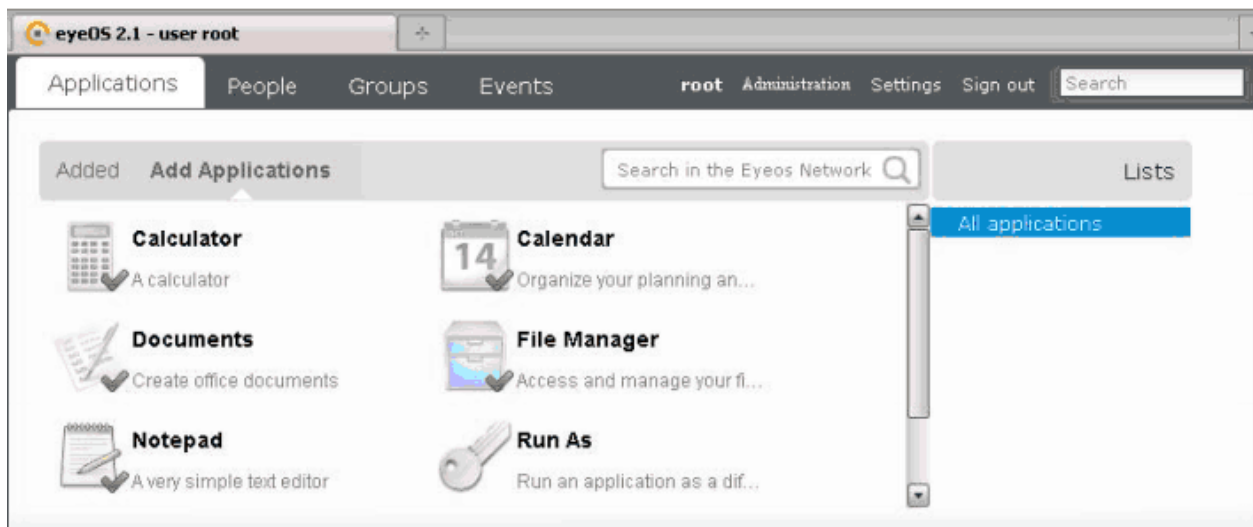 eyeOS 2.1 - user root
Applications People Groups Events root Administration Settings Sign out Search
Added Add Applications Search in the Eyeos Network Lists
All applications
Calculator
A calculator
14
Calendar
Organize your planning an...
Documents
Create office documents
File Manager
Access and manage your fi...
Notepad
A very simple text editor
Run As
Run an application as a dif...